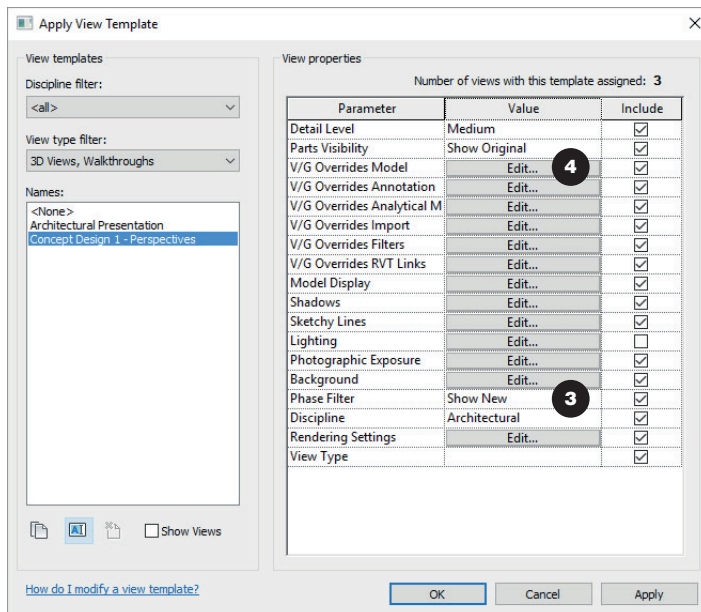 Apply View Template
View templates
Discipline filter:
<all>
View type filter:
3D Views, Walkthroughs
Names:
<None>
Architectural Presentation
Concept Design 1 - Perspectives
Show Views
How do I modify a view template?
View properties
Number of views with this template assigned: 3
Parameter Value Include
Detail Level Medium
Parts Visibility Show Original
V/G Overrides Model Edit... 4
V/G Overrides Annotation Edit...
V/G Overrides Analytical M Edit...
V/G Overrides Import Edit...
V/G Overrides Filters Edit...
V/G Overrides RVT Links Edit...
Model Display Edit...
Shadows Edit...
Sketchy Lines Edit...
Lighting Edit...
Photographic Exposure Edit...
Background Edit...
Phase Filter Show New 3
Discipline Architectural
Rendering Settings Edit...
View Type
OK Cancel Apply